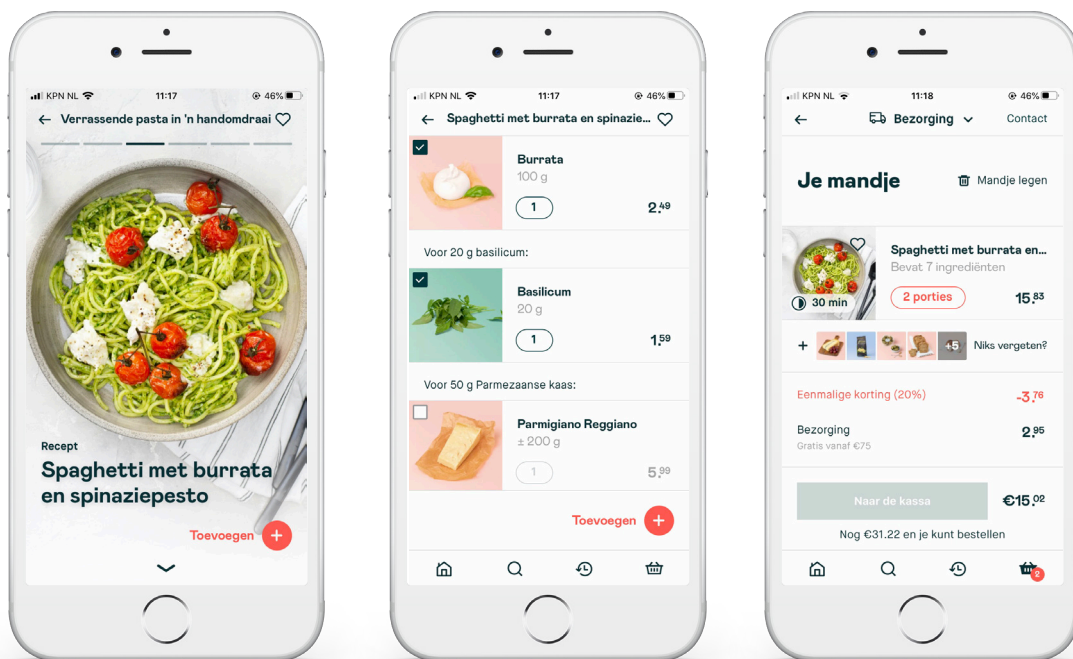 KPN NL 11:17 46%
Verrassende pasta in 'n handomdraai
Recept
Spaghetti met burrata
en spinaziepesto
Toevoegen
KPN NL 11:17 46%
Spaghetti met burrata en spinazie...
Burrata
100 g
1 2.49
Voor 20 g basilicum:
Basilicum
20 g
1 1.59
Voor 50 g Parmezaanse kaas:
Parmigiano Reggiano
± 200 g
1 5.99
Toevoegen
KPN NL 11:18 46%
Bezorging Contact
Je mandje Mandje legen
Spaghetti met burrata en...
Bevat 7 ingrediënten
30 min 2 porties 15.83
+5 Niks vergeten?
Eenmalige korting (20%) -3.76
Bezorging 2.95
Gratis vanaf €75
Naar de kassa €15.02
Nog €31.22 en je kunt bestellen
2